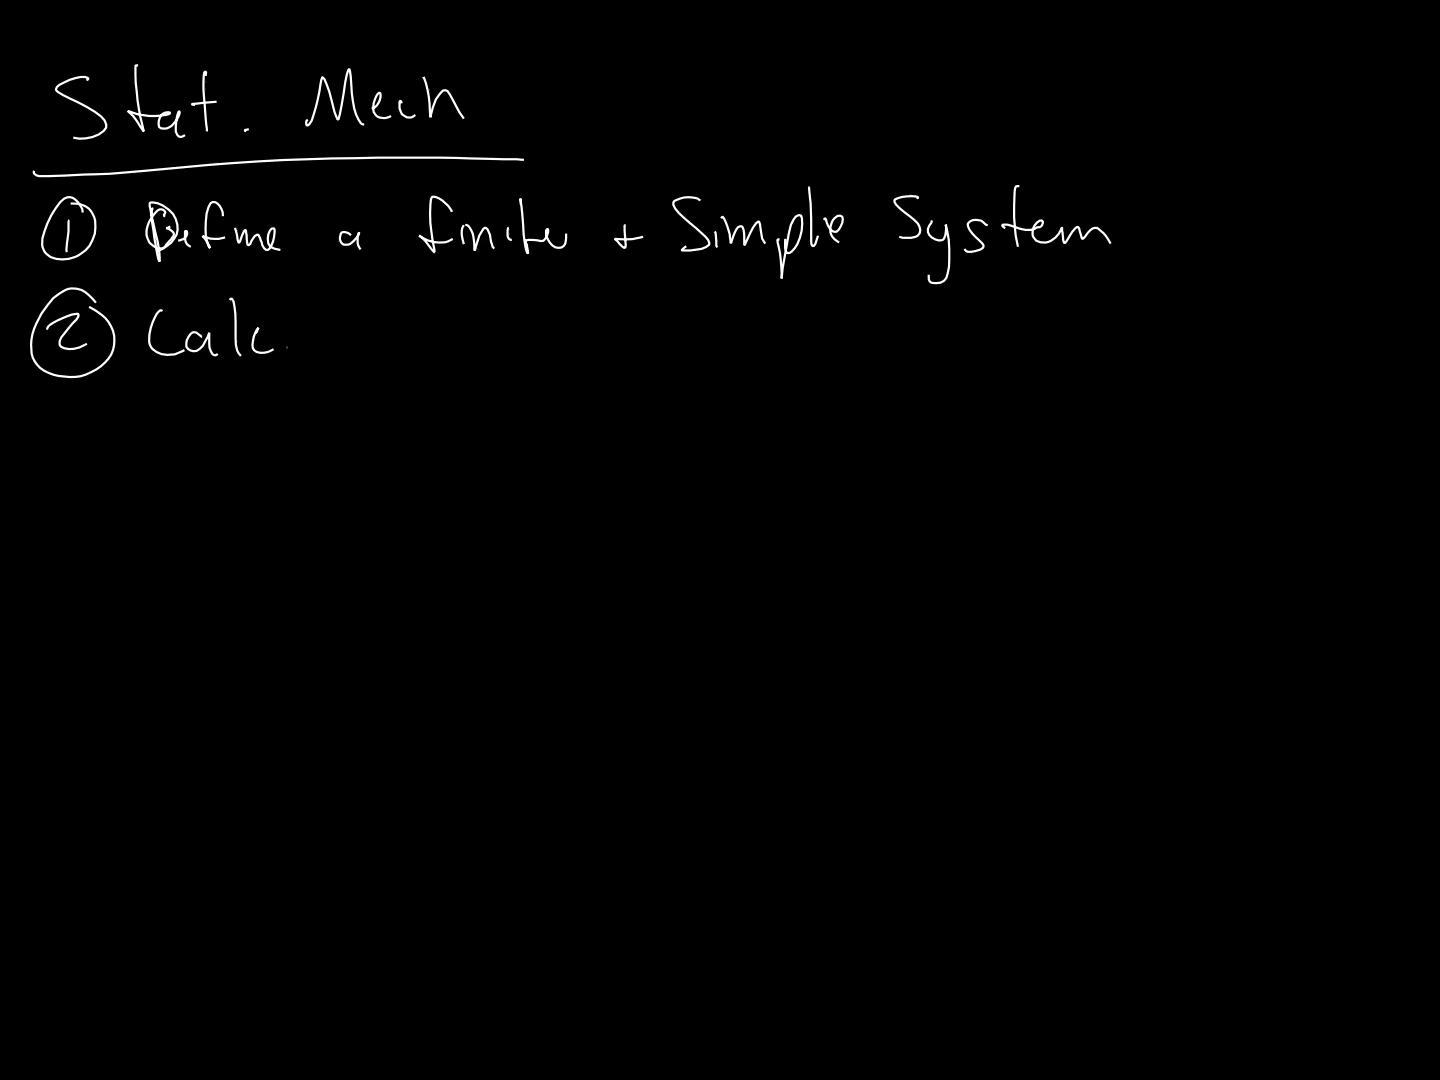 Stat. Mech
① Define a finite + Simple System
② Calc.